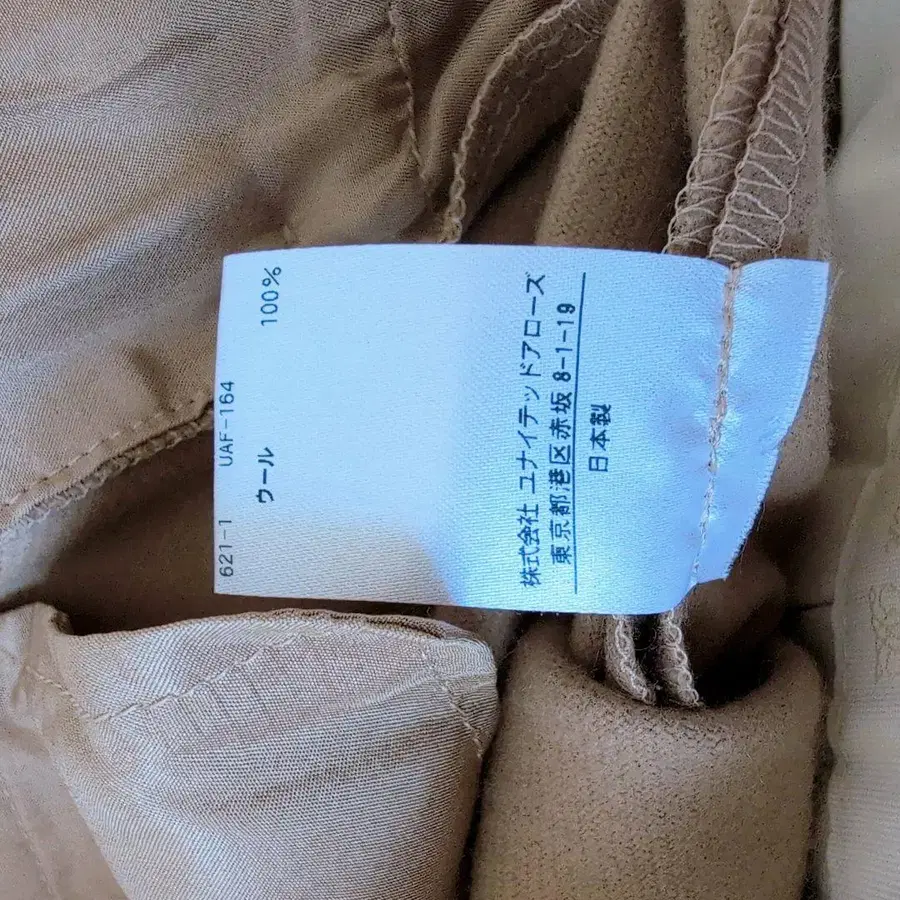 621-1 UAF-164
ウール 100%
株式会社 ユナイテッドアローズ
東京都港区赤坂 8-1-19
日本製